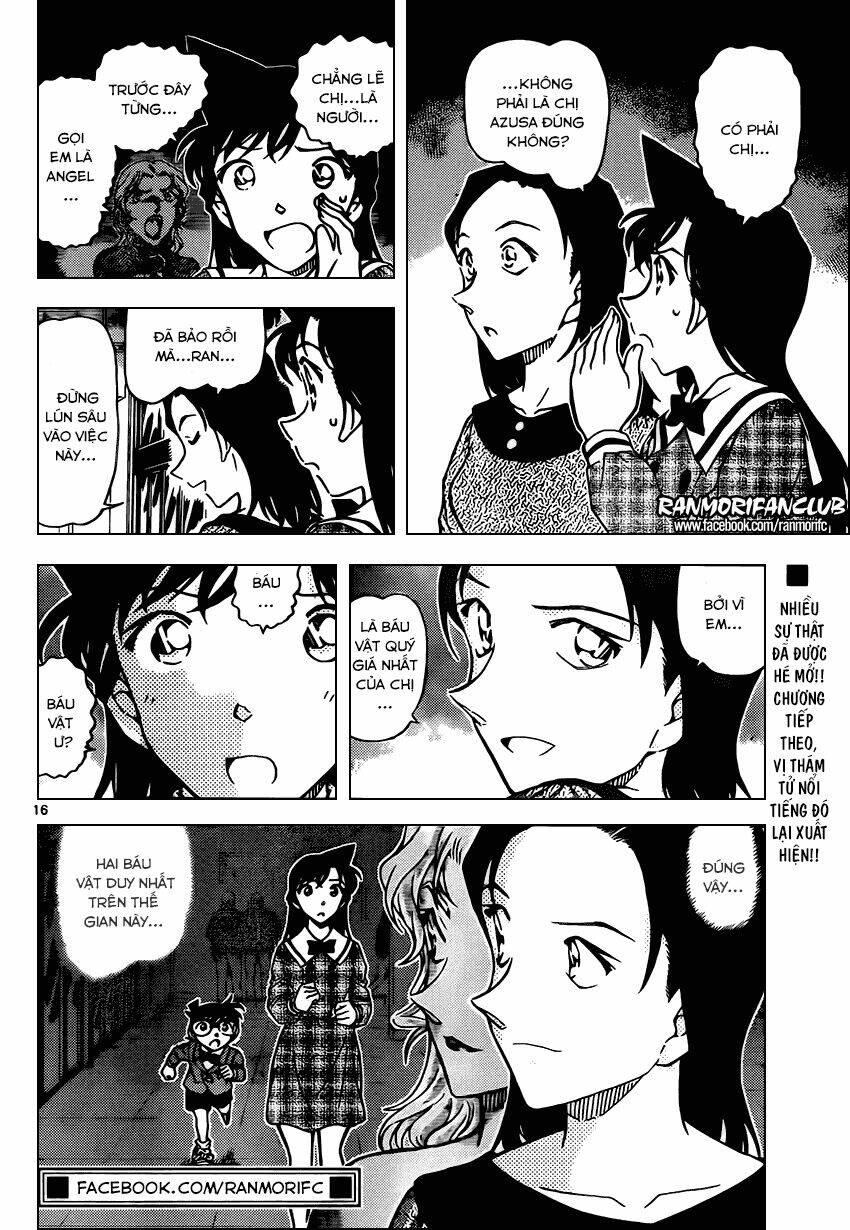 CÓ PHẢI
CHỊ...
...KHÔNG
PHẢI LÀ CHỊ
AZUSA ĐÚNG
KHÔNG?
CHẲNG LẼ
CHỊ...LÀ
NGƯỜI...
TRƯỚC ĐÂY
TỪNG...
GỌI
EM LÀ
ANGEL
...
RANMORIFANCLUB
www.facebook.com/ranmorifc
ĐÃ BẢO RỒI
MÀ...RAN...
ĐỪNG
LÚN SÂU
VÀO VIỆC
NÀY...
BỞI VÌ
EM...
LÀ BÁU
VẬT QUÝ
GIÁ NHẤT
CỦA CHỊ
...
BÁU
...
BÁU
VẬT Ư?
NHIỀU
SỰ THẬT
ĐÃ ĐƯỢC
HÉ MỞ!!
CHƯƠNG
TIẾP
THEO,
VỊ THÁM
TỬ NỔI
TIẾNG ĐÓ
LẠI XUẤT
HIỆN!!
16
ĐÚNG
VẬY...
HAI BÁU
VẬT DUY NHẤT
TRÊN THẾ
GIAN NÀY...
FACEBOOK.COM/RANMORIFC